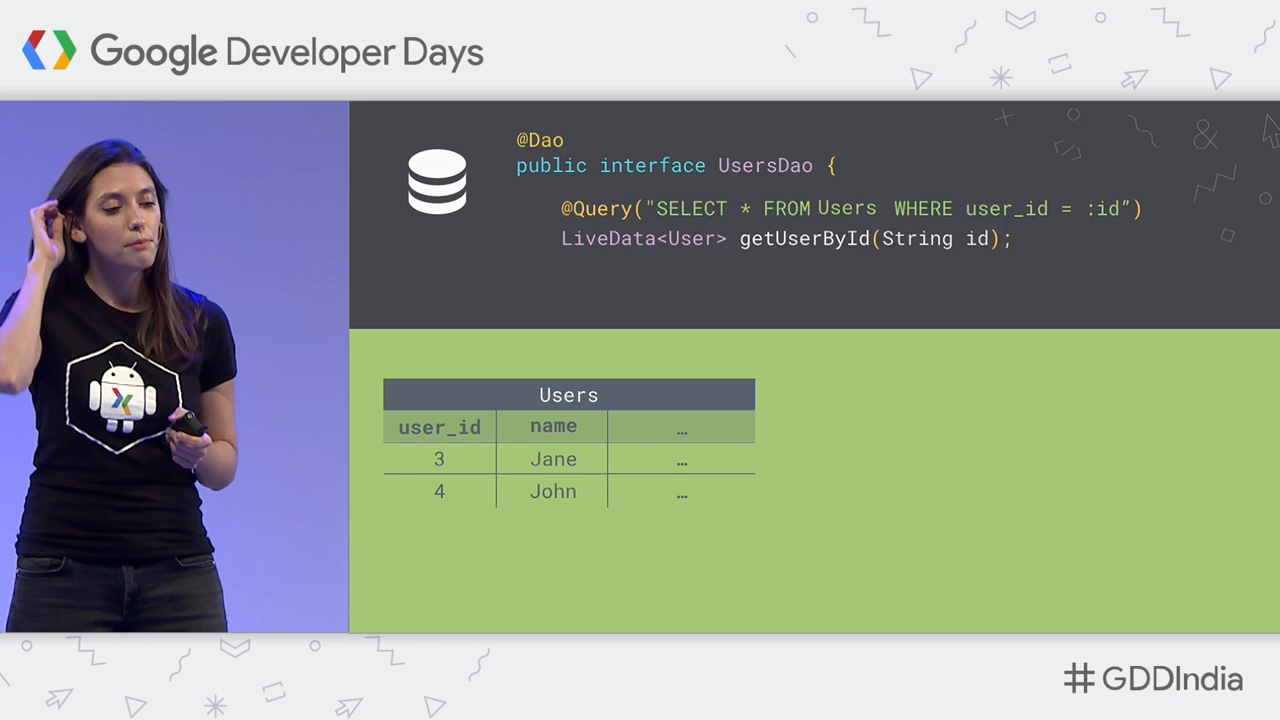 Google Developer Days
@Dao
public interface UsersDao {
@Query("SELECT * FROM Users WHERE user_id = :id”)
LiveData<User> getUserById(String id);
Users
user_id name …
3 Jane …
4 John …
#GDDIndia